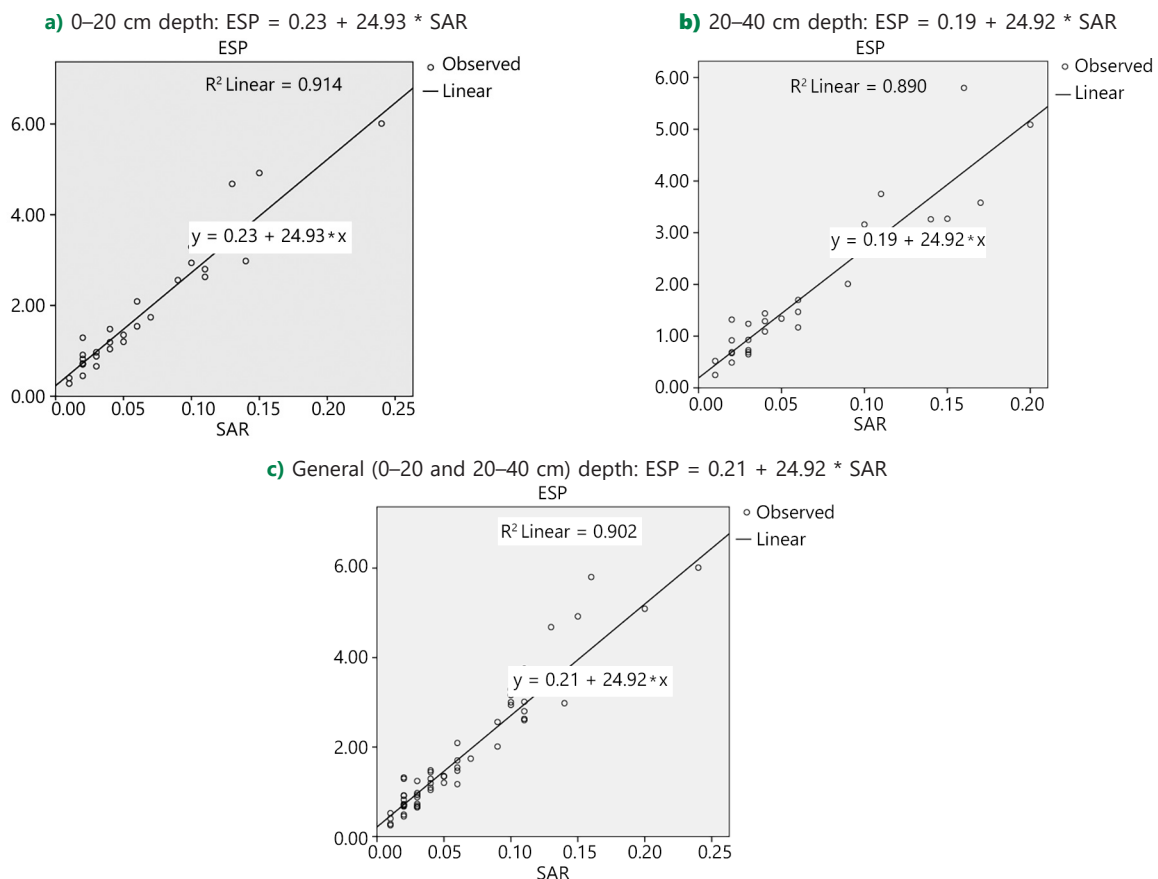 a) 0–20 cm depth: ESP = 0.23 + 24.93 * SAR
ESP
R² Linear = 0.914
y = 0.23 + 24.93*x
6.00
4.00
2.00
0.00
0.00 0.05 0.10 0.15 0.20 0.25
SAR
Observed
Linear
b) 20–40 cm depth: ESP = 0.19 + 24.92 * SAR
ESP
R² Linear = 0.890
y = 0.19 + 24.92*x
6.00
5.00
4.00
3.00
2.00
1.00
0.00
0.00 0.05 0.10 0.15 0.20
SAR
Observed
Linear
c) General (0–20 and 20–40 cm) depth: ESP = 0.21 + 24.92 * SAR
ESP
R² Linear = 0.902
y = 0.21 + 24.92*x
6.00
4.00
2.00
0.00
0.00 0.05 0.10 0.15 0.20 0.25
SAR
Observed
Linear